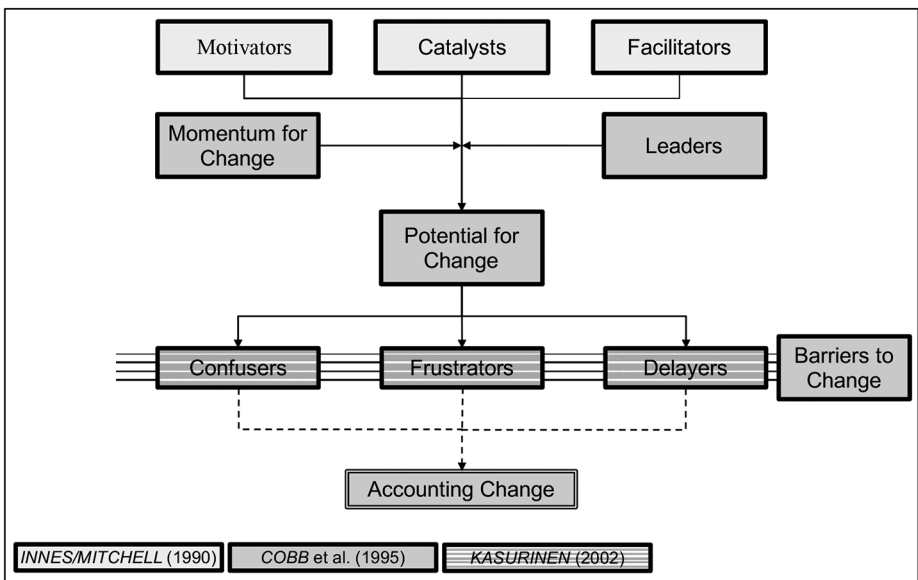 Motivators
Catalysts
Facilitators
Momentum for
Change
Leaders
Potential for
Change
Confusers
Frustrators
Delayers
Barriers to
Change
Accounting Change
INNES/MITCHELL (1990)
COBB et al. (1995)
KASURINEN (2002)